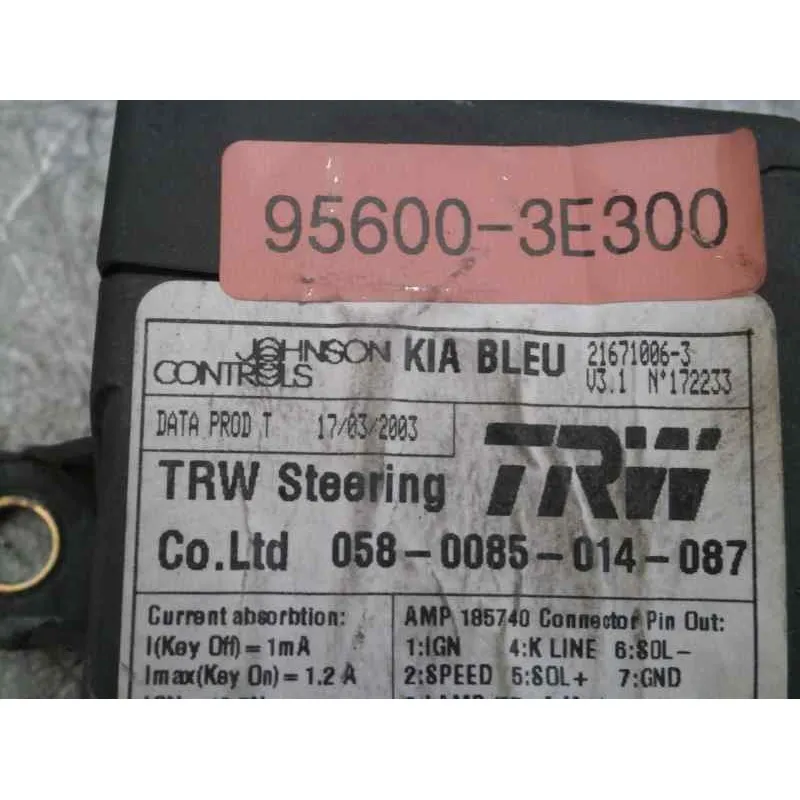 95600-3E300
JOHNSON CONTROLS
KIA BLEU
21671006-3
V3.1 N°172233
DATA PROD T 17/03/2003
TRW
TRW Steering
Co.Ltd 058-0085-014-087
Current absorbtion:
I(Key Off)=1mA
Imax(Key On)=1.2 A
AMP 185740 Connector Pin Out:
1:IGN 4:K LINE 6:SOL-
2:SPEED 5:SOL+ 7:GND